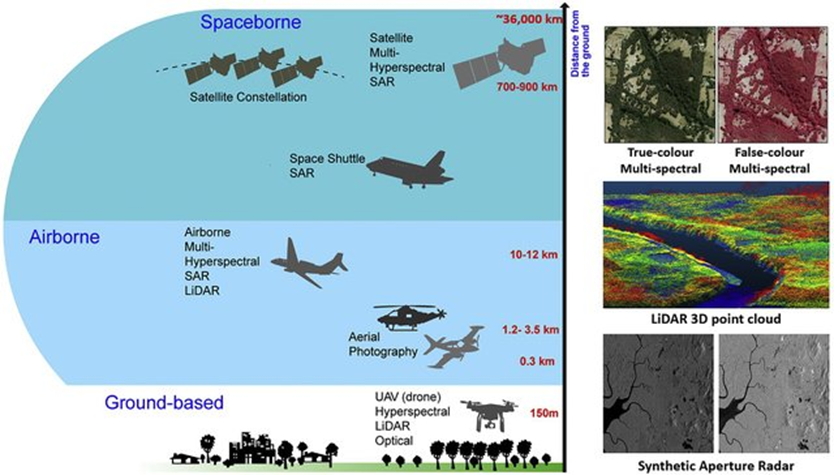 Spaceborne
~36,000 km
Distance from
the ground
Satellite
Multi-
Hyperspectral
SAR
Satellite Constellation
700-900 km
Space Shuttle
SAR
Airborne
Airborne
Multi-
Hyperspectral
SAR
LiDAR
10-12 km
1.2- 3.5 km
Aerial
Photography
0.3 km
Ground-based
UAV (drone)
Hyperspectral
LiDAR
Optical
150m
True-colour
Multi-spectral
False-colour
Multi-spectral
LiDAR 3D point cloud
Synthetic Aperture Radar